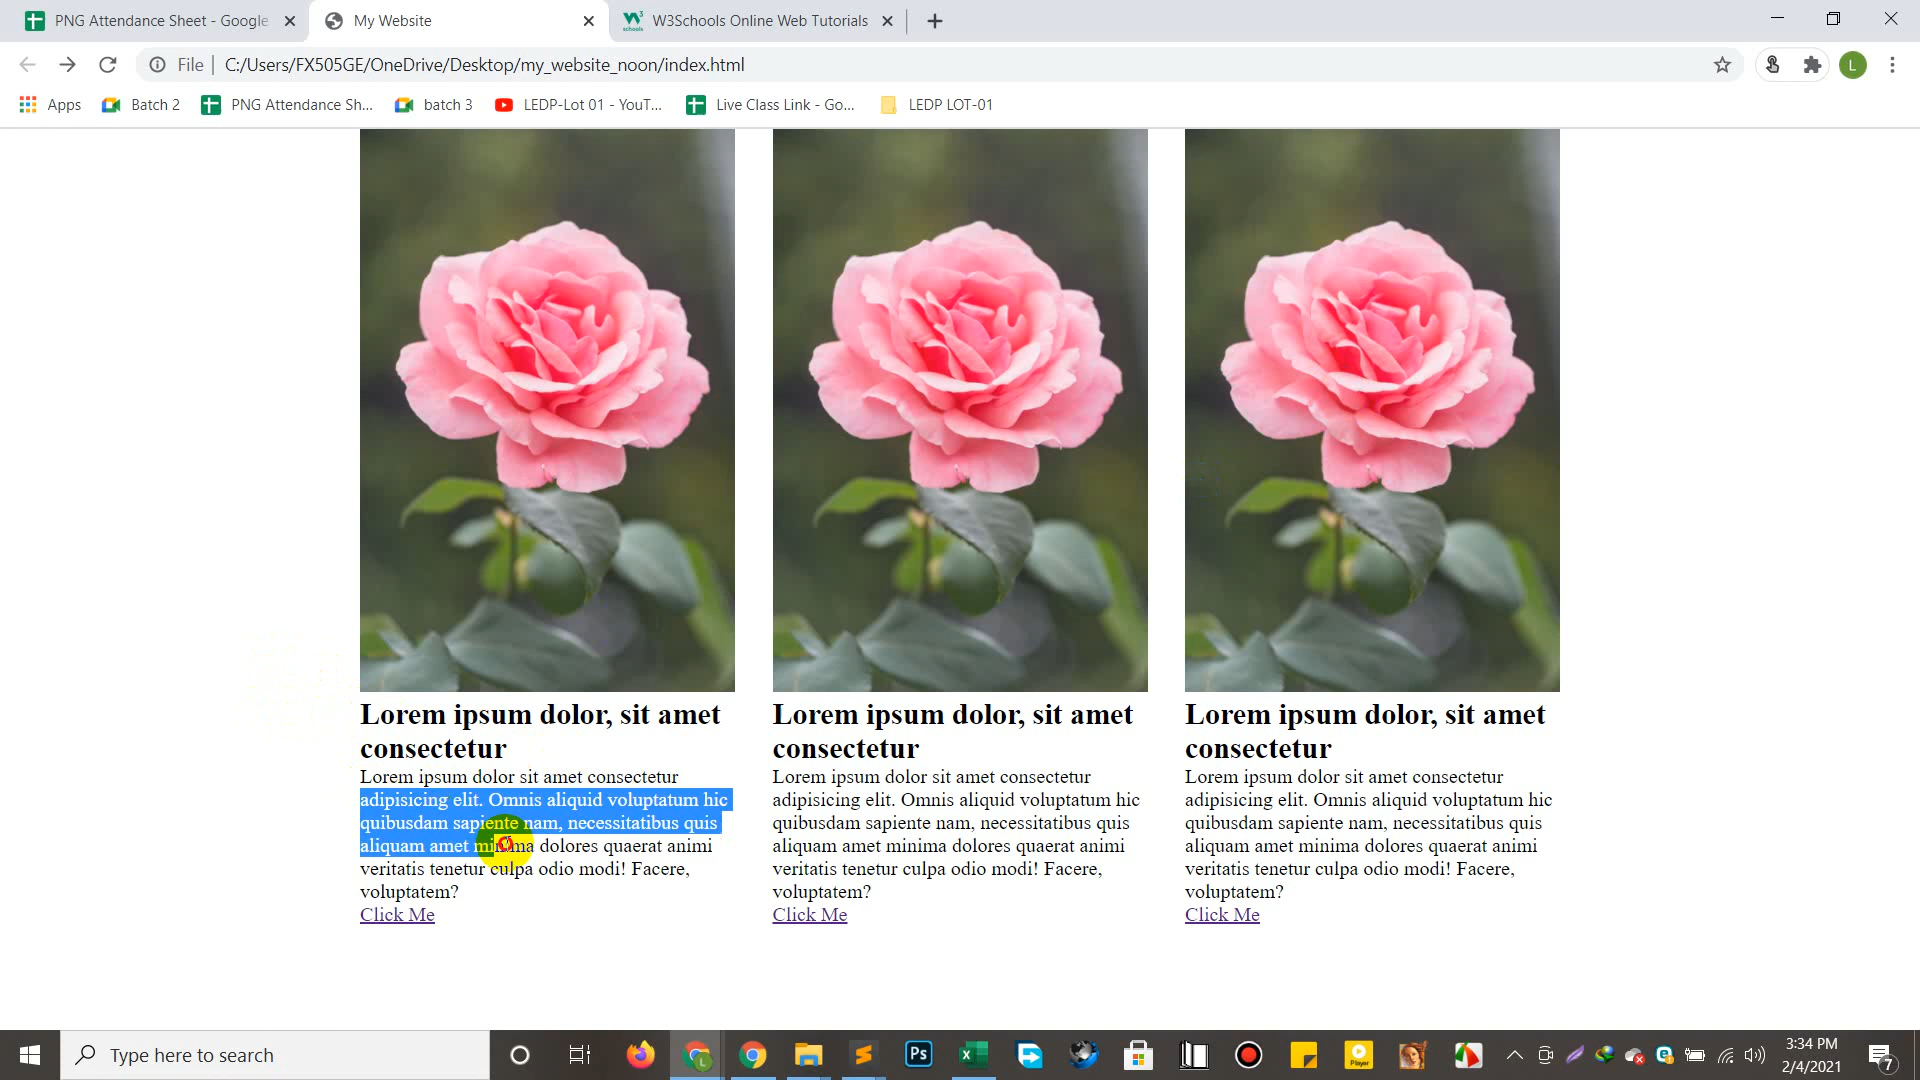 PNG Attendance Sheet - Google
My Website
W3Schools Online Web Tutorials
File
C:/Users/FX505GE/OneDrive/Desktop/my_website_noon/index.html
L
Apps
Batch 2
PNG Attendance Sh...
batch 3
LEDP-Lot 01 - YouT...
Live Class Link - Go...
LEDP LOT-01
Lorem ipsum dolor, sit amet
consectetur
Lorem ipsum dolor sit amet consectetur
adipisicing elit. Omnis aliquid voluptatum hic
quibusdam sapiente nam, necessitatibus quis
aliquam amet minima dolores quaerat animi
veritatis tenetur culpa odio modi! Facere,
voluptatem?
Click Me
Lorem ipsum dolor, sit amet
consectetur
Lorem ipsum dolor sit amet consectetur
adipisicing elit. Omnis aliquid voluptatum hic
quibusdam sapiente nam, necessitatibus quis
aliquam amet minima dolores quaerat animi
veritatis tenetur culpa odio modi! Facere,
voluptatem?
Click Me
Lorem ipsum dolor, sit amet
consectetur
Lorem ipsum dolor sit amet consectetur
adipisicing elit. Omnis aliquid voluptatum hic
quibusdam sapiente nam, necessitatibus quis
aliquam amet minima dolores quaerat animi
veritatis tenetur culpa odio modi! Facere,
voluptatem?
Click Me
Type here to search
Ps
Player
3:34 PM
2/4/2021
7